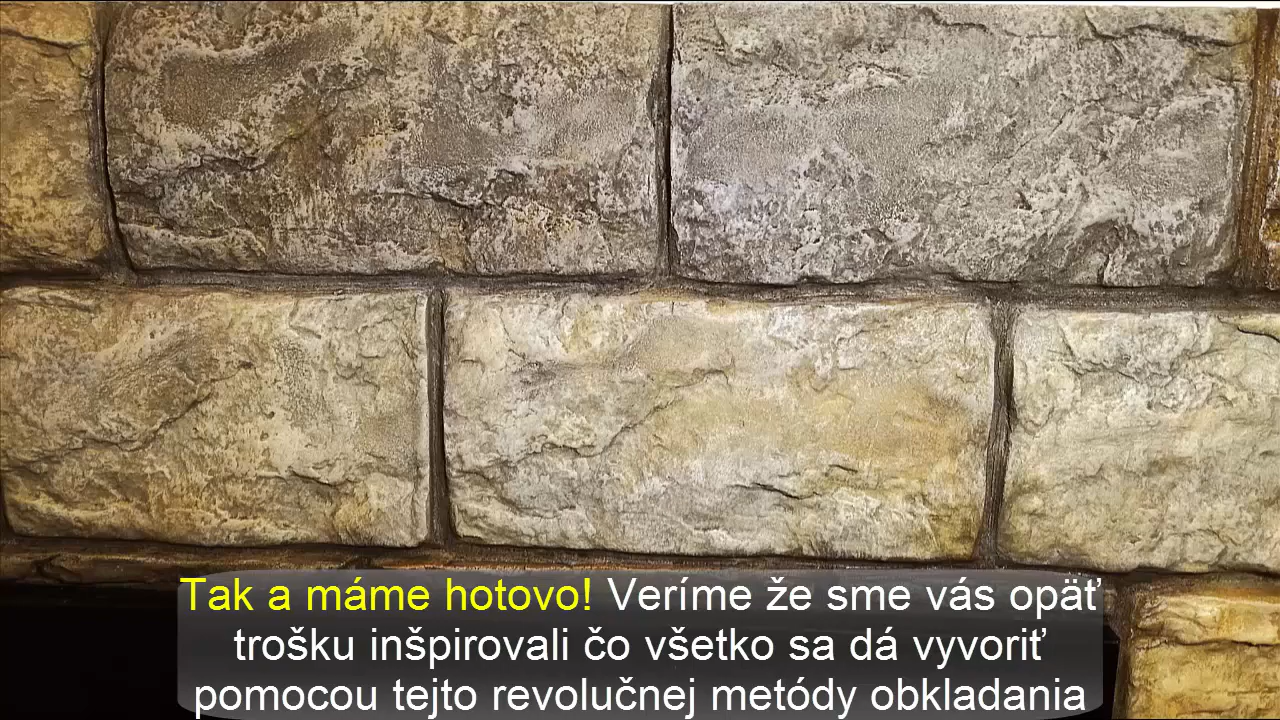 Tak a máme hotovo! Veríme že sme vás opäť
trošku inšpirovali čo všetko sa dá vyvoriť
pomocou tejto revolučnej metódy obkladania